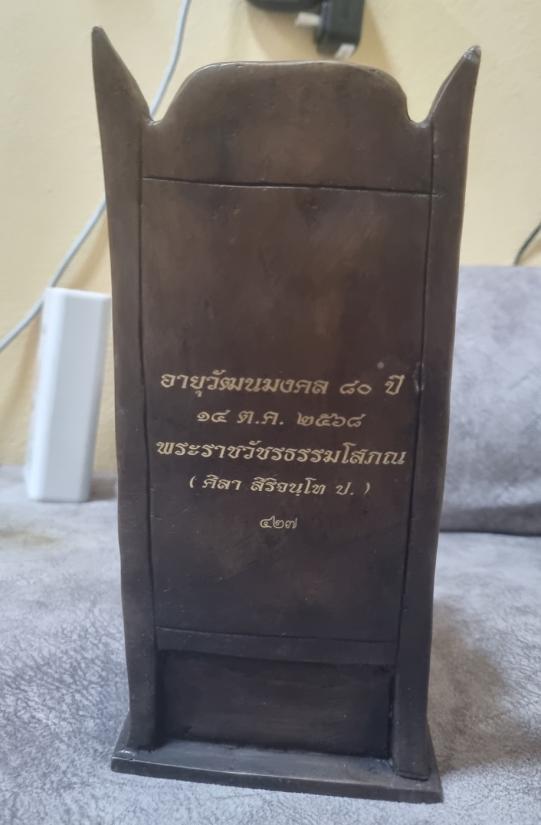 อายุวัฒนมงคล ๘๐ ปี
๑๔ ต.ค. ๒๕๖๘
พระราชวัชรธรรมโสภณ
( ศิลา สิริจนฺโท ป. )
๔๒๗